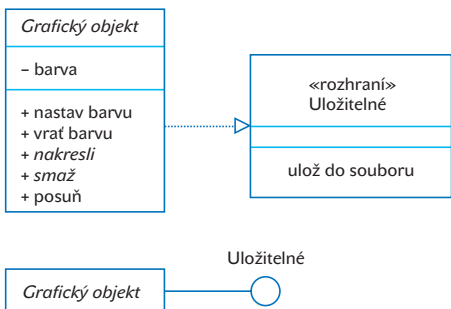 Grafický objekt
– barva
+ nastav barvu
+ vrať barvu
+ nakresli
+ smaž
+ posuň
«rozhraní»
Uložitelné
ulož do souboru
Uložitelné
Grafický objekt